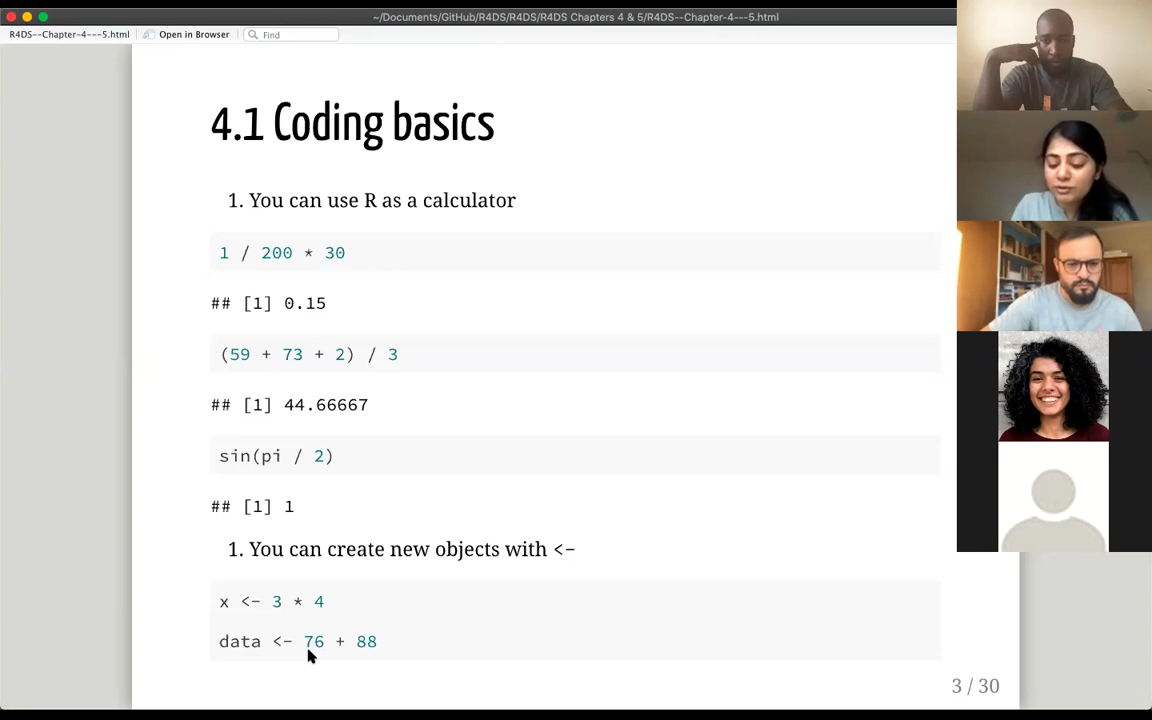 ~/Documents/GitHub/R4DS/R4DS/R4DS Chapters 4 & 5/R4DS--Chapter-4---5.html
R4DS--Chapter-4---5.html Open in Browser Find
4.1 Coding basics
1. You can use R as a calculator
1 / 200 * 30
## [1] 0.15
(59 + 73 + 2) / 3
## [1] 44.66667
sin(pi / 2)
## [1] 1
1. You can create new objects with <-
x <- 3 * 4
data <- 76 + 88
3 / 30